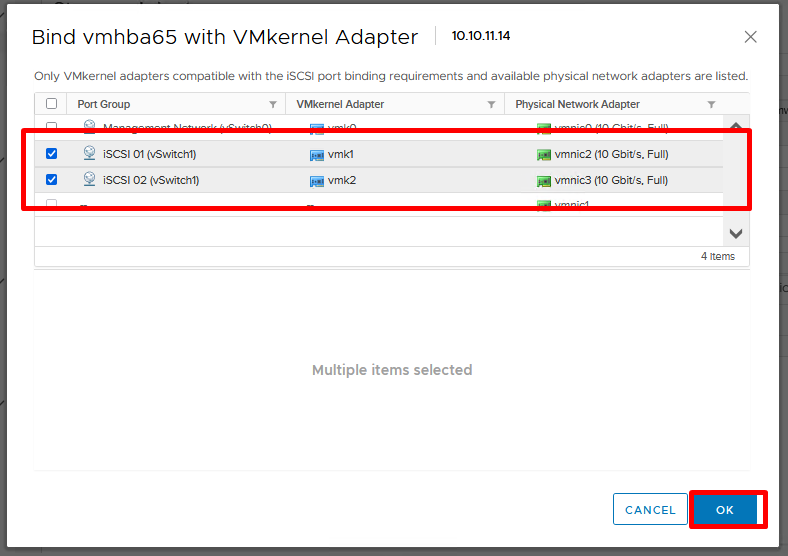 Bind vmhba65 with VMkernel Adapter 10.10.11.14
Only VMkernel adapters compatible with the iSCSI port binding requirements and available physical network adapters are listed.
Port Group VMkernel Adapter Physical Network Adapter
Management Network (vSwitch0) vmk0 vmnic0 (10 Gbit/s, Full)
iSCSI 01 (vSwitch1) vmk1 vmnic2 (10 Gbit/s, Full)
iSCSI 02 (vSwitch1) vmk2 vmnic3 (10 Gbit/s, Full)
-- -- vmnic1
4 Items
Multiple items selected
CANCEL OK